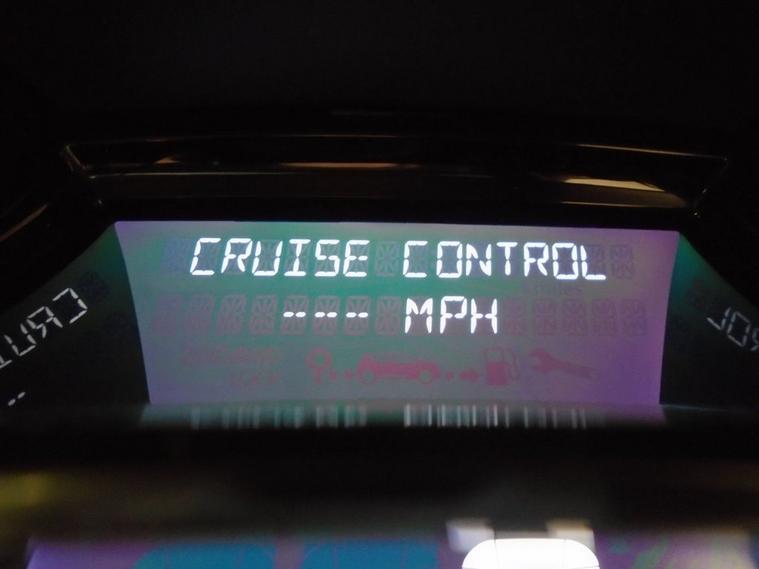 CRUISE CONTROL
--- MPH